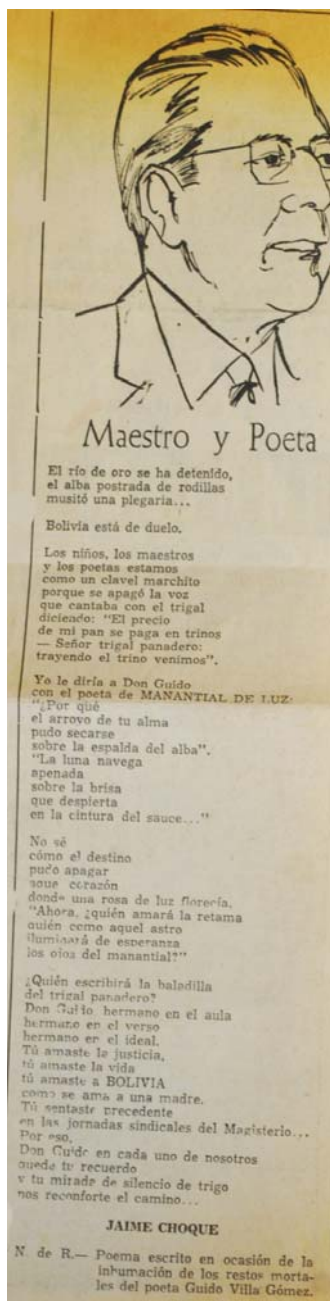 Maestro y Poeta
El río de oro se ha detenido,
el alba postrada de rodillas
musitó una plegaria...
Bolivia está de duelo.
Los niños, los maestros
y los poetas estamos
como un clavel marchito
porque se apagó la voz
que cantaba con el trigal
diciendo: "El precio
de mi pan se paga en trinos
— Señor trigal panadero:
trayendo el trino venimos".
Yo le diría a Don Guido
con el poeta de MANANTIAL DE LUZ:
"¿Por qué
el arroyo de tu alma
pudo secarse
sobre la espalda del alba".
"La luna navega
apenada
sobre la brisa
que despierta
en la cintura del sauce..."
No sé
cómo el destino
pudo apagar
aque corazón
donde una rosa de luz florecía.
"Ahora, ¿quién amará la retama
quién como aquel astro
iluminará de esperanza
los ojos del manantial?"
¿Quién escribirá la baladilla
del trigal panadero?
Don Guido hermano en el aula
hermano en el verso
hermano en el ideal.
Tú amaste la justicia,
tú amaste la vida
tú amaste a BOLIVIA
como se ama a una madre.
Tú sentaste precedente
en las jornadas sindicales del Magisterio...
Por eso,
Don Guido en cada uno de nosotros
quede tu recuerdo
y tu mirada de silencio de trigo
nos reconforte el camino...
JAIME CHOQUE
N. de R.— Poema escrito en ocasión de la
inhumación de los restos morta-
les del poeta Guido Villa Gómez.